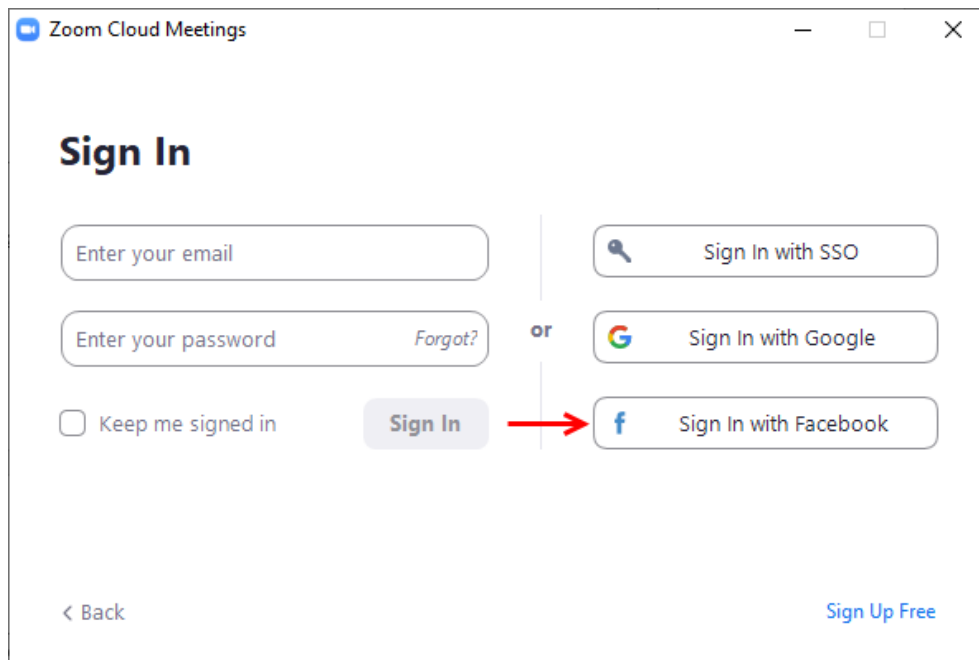 Zoom Cloud Meetings
Sign In
Enter your email
Enter your password Forgot?
Keep me signed in Sign In
or
Sign In with SSO
Sign In with Google
Sign In with Facebook
Back Sign Up Free